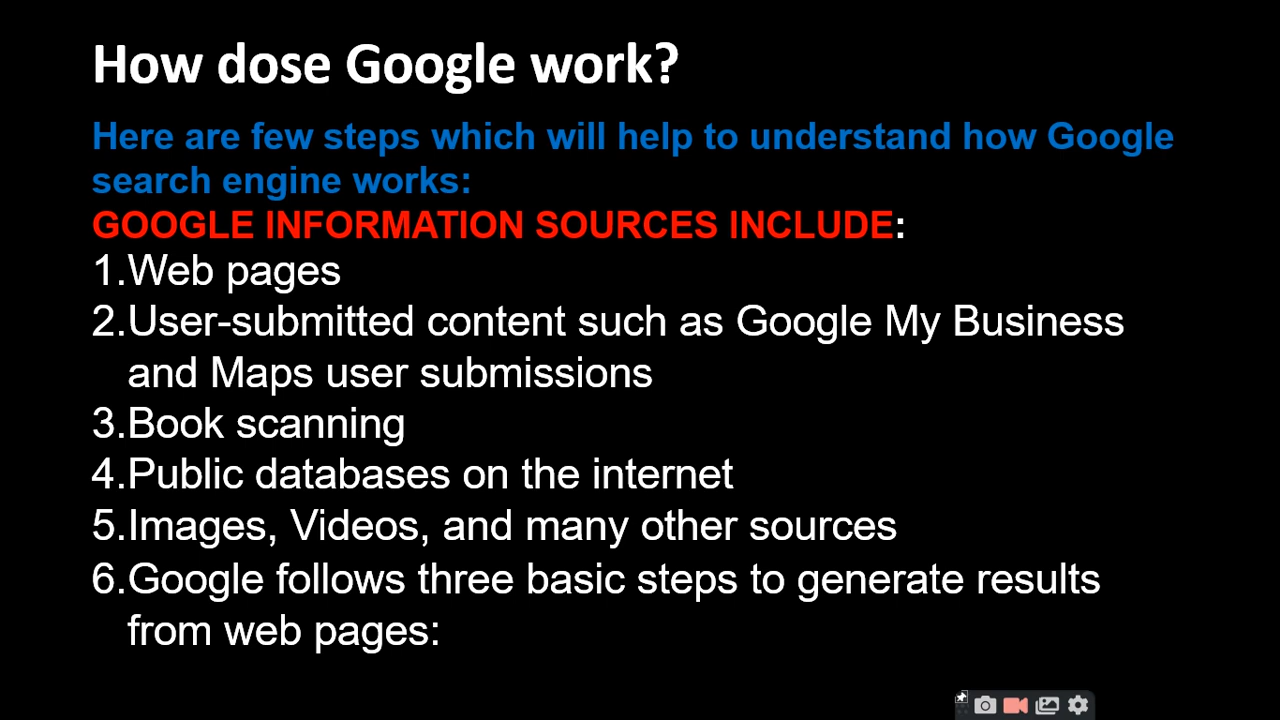 How dose Google work?
Here are few steps which will help to understand how Google
search engine works:
GOOGLE INFORMATION SOURCES INCLUDE:
1.Web pages
2.User-submitted content such as Google My Business
and Maps user submissions
3.Book scanning
4.Public databases on the internet
5.Images, Videos, and many other sources
6.Google follows three basic steps to generate results
from web pages: